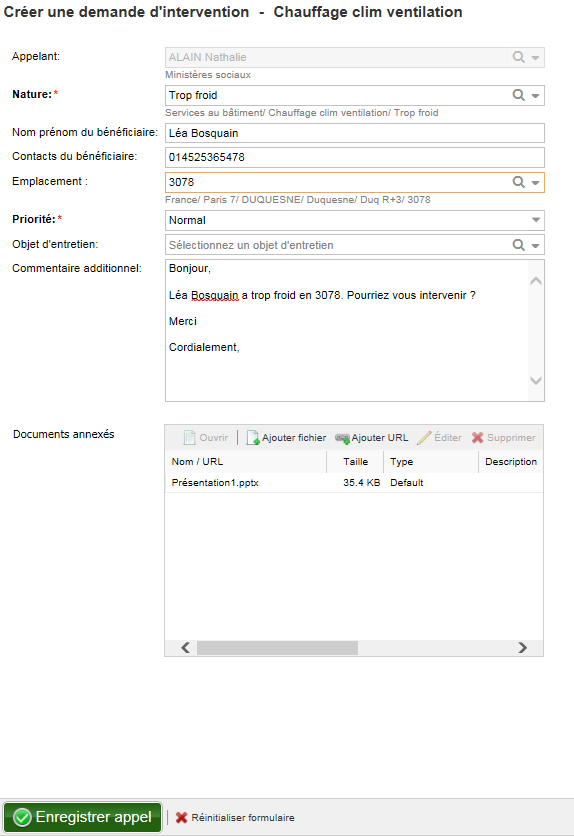 Créer une demande d'intervention - Chauffage clim ventilation
Appelant: ALAIN Nathalie
Ministères sociaux
Nature: * Trop froid
Services au bâtiment/ Chauffage clim ventilation/ Trop froid
Nom prénom du bénéficiaire: Léa Bosquain
Contacts du bénéficiaire: 014525365478
Emplacement : 3078
France/ Paris 7/ DUQUESNE/ Duquesne/ Duq R+3/ 3078
Priorité: * Normal
Objet d'entretien: Sélectionnez un objet d'entretien
Commentaire additionnel: Bonjour,
Léa Bosquain a trop froid en 3078. Pourriez vous intervenir ?
Merci
Cordialement,
Documents annexés
Ouvrir Ajouter fichier Ajouter URL Éditer Supprimer
Nom / URL Taille Type Description
Présentation1.pptx 35.4 KB Default
Enregistrer appel Réinitialiser formulaire